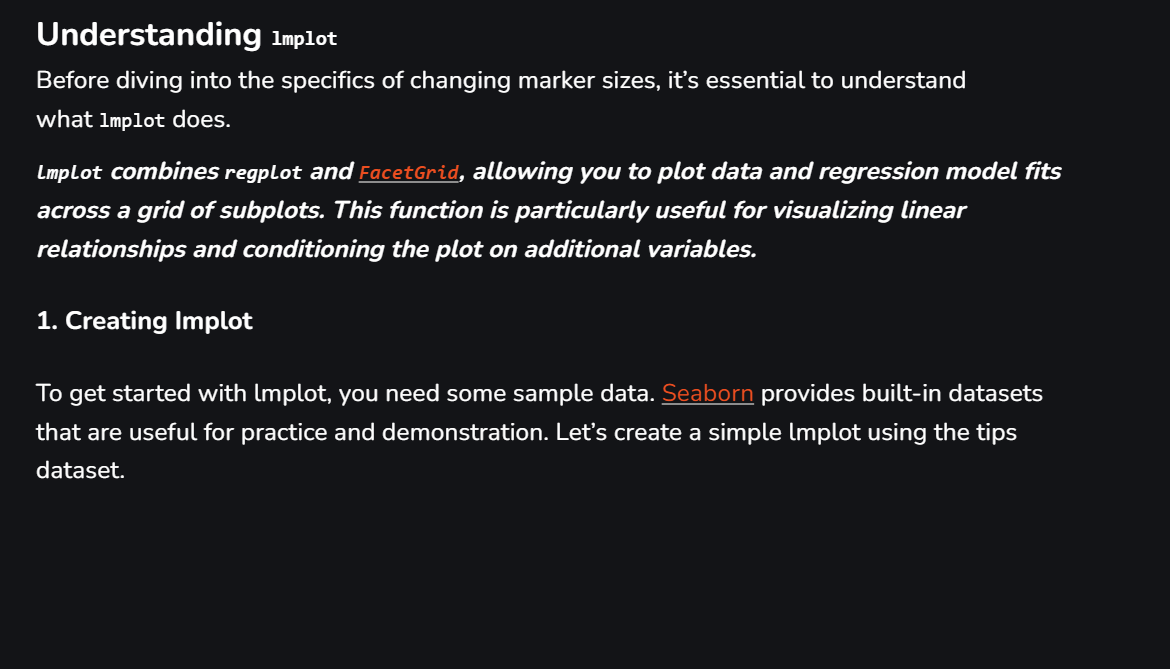 Understanding lmplot
Before diving into the specifics of changing marker sizes, it’s essential to understand
what lmplot does.
lmplot combines regplot and FacetGrid, allowing you to plot data and regression model fits
across a grid of subplots. This function is particularly useful for visualizing linear
relationships and conditioning the plot on additional variables.
1. Creating lmplot
To get started with lmplot, you need some sample data. Seaborn provides built-in datasets
that are useful for practice and demonstration. Let’s create a simple lmplot using the tips
dataset.